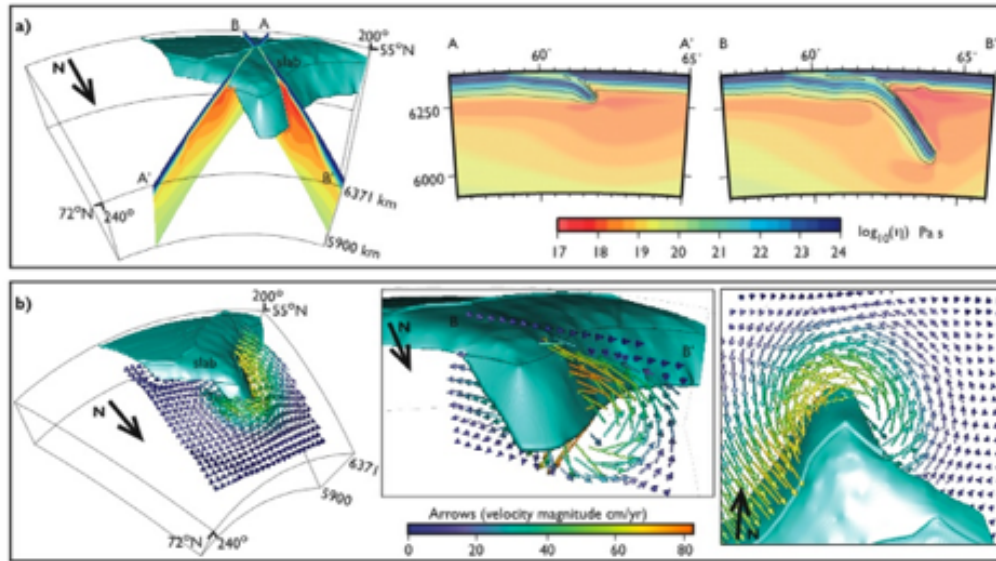 a)
B A
200°
55°N
slab
N
A'
B'
6371 km
72°N
240°
5900 km
A
60°
A'
65°
6250
6000
B
60°
B'
65°
17 18 19 20 21 22 23 24
log10(η) Pa s
b)
200°
55°N
slab
N
6371
5900
72°N
240°
N
B
B'
Arrows (velocity magnitude cm/yr)
0 20 40 60 80
N